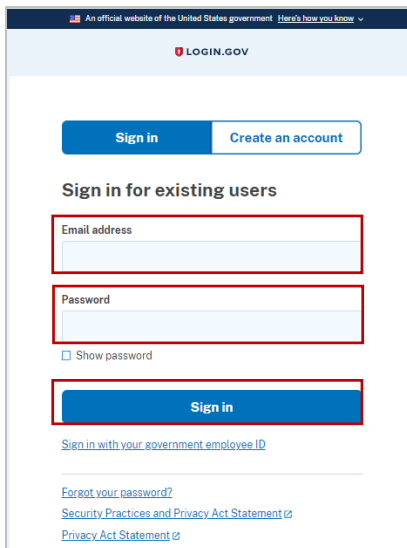 An official website of the United States government Here's how you know
LOGIN.GOV
Sign in Create an account
Sign in for existing users
Email address
Password
Show password
Sign in
Sign in with your government employee ID
Forgot your password?
Security Practices and Privacy Act Statement
Privacy Act Statement